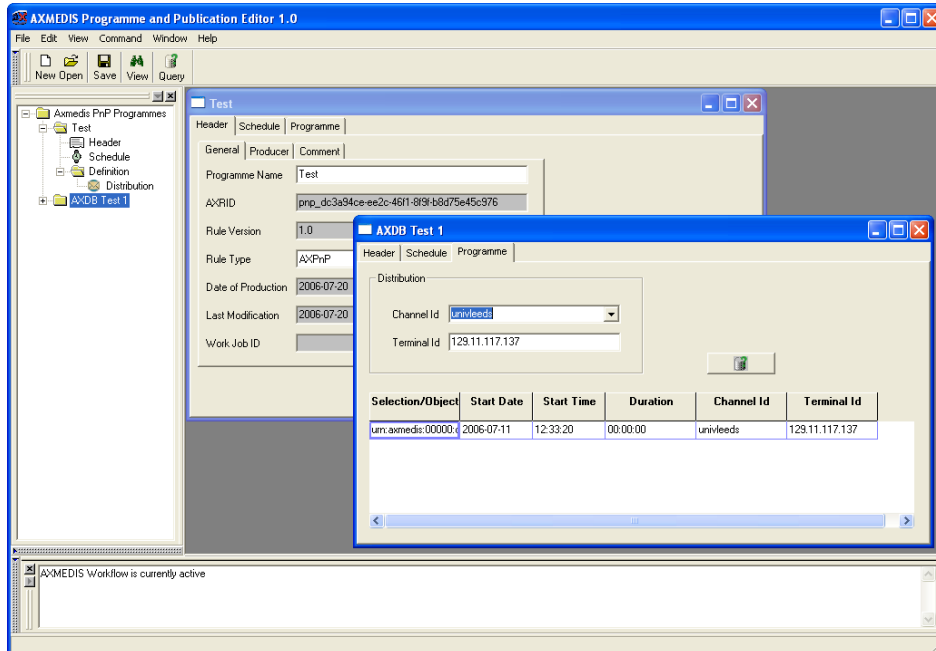 AXMEDIS Programme and Publication Editor 1.0
File Edit View Command Window Help
New Open Save View Query
Axmedis PnP Programmes
Test
Header
Schedule
Definition
Distribution
AXDB Test 1
Test
Header Schedule Programme
General Producer Comment
Programme Name Test
AXRID pnp_dc3a94ce-ee2c-46f1-8f9f-b8d75e45c976
Rule Version 1.0
Rule Type AXPnP
Date of Production 2006-07-20
Last Modification 2006-07-20
Work Job ID
AXDB Test 1
Header Schedule Programme
Distribution
Channel Id univleeds
Terminal Id 129.11.117.137
Selection/Object Start Date Start Time Duration Channel Id Terminal Id
urn:axmedis:00000: 2006-07-11 12:33:20 00:00:00 univleeds 129.11.117.137
AXMEDIS Workflow is currently active